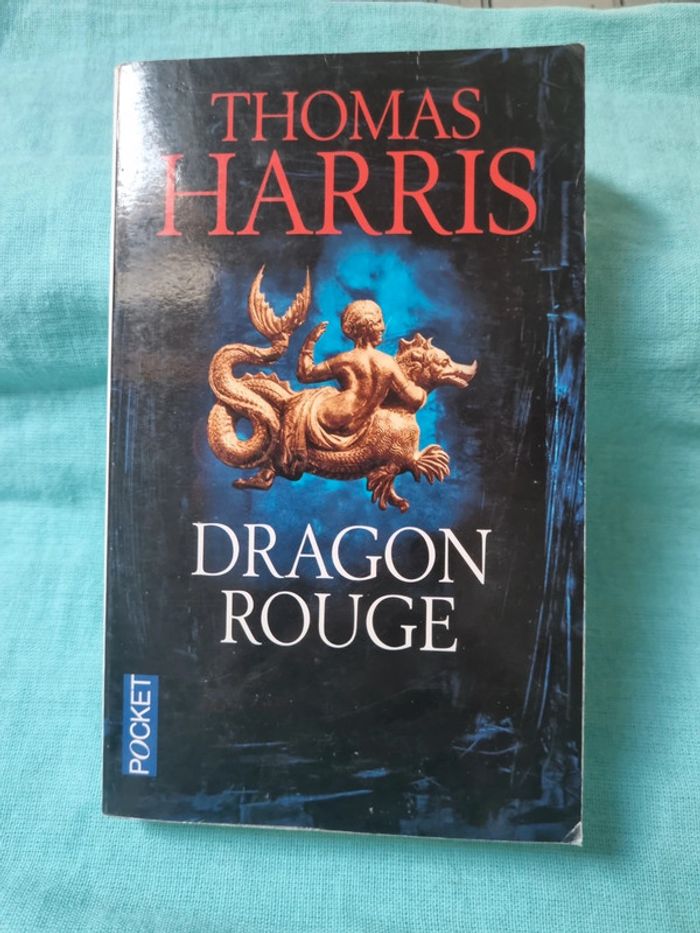 THOMAS
HARRIS
DRAGON
ROUGE
POCKET